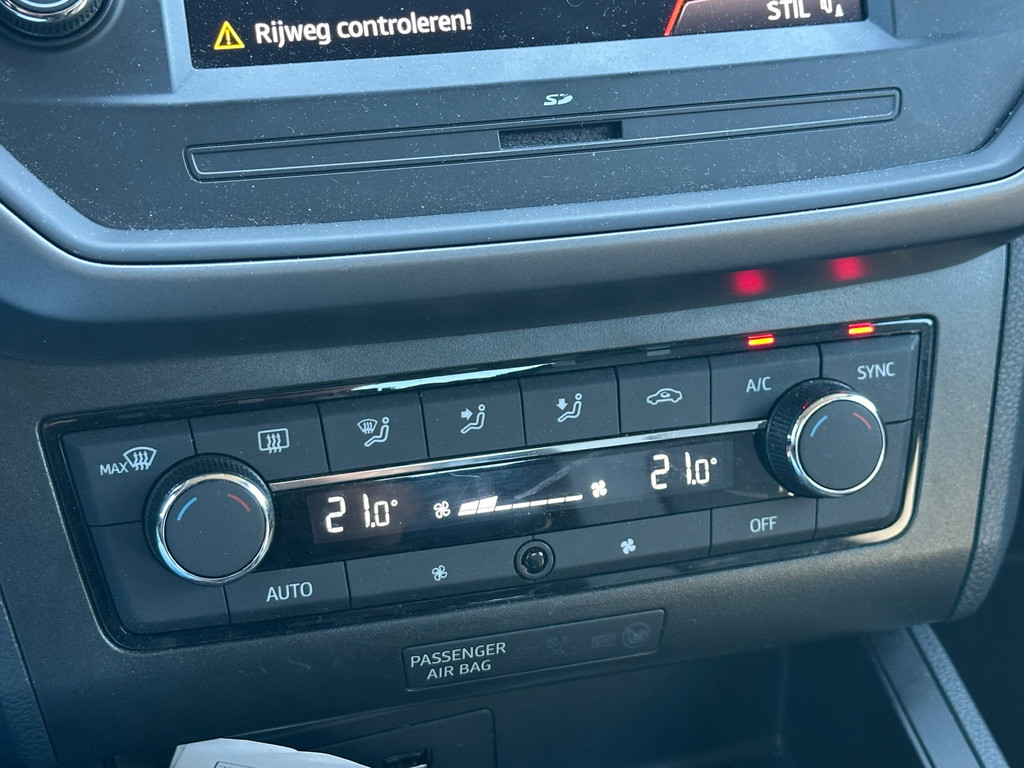 Rijweg controleren!
STIL
SD
A/C
SYNC
MAX
21.0°
21.0°
OFF
AUTO
PASSENGER
AIR BAG